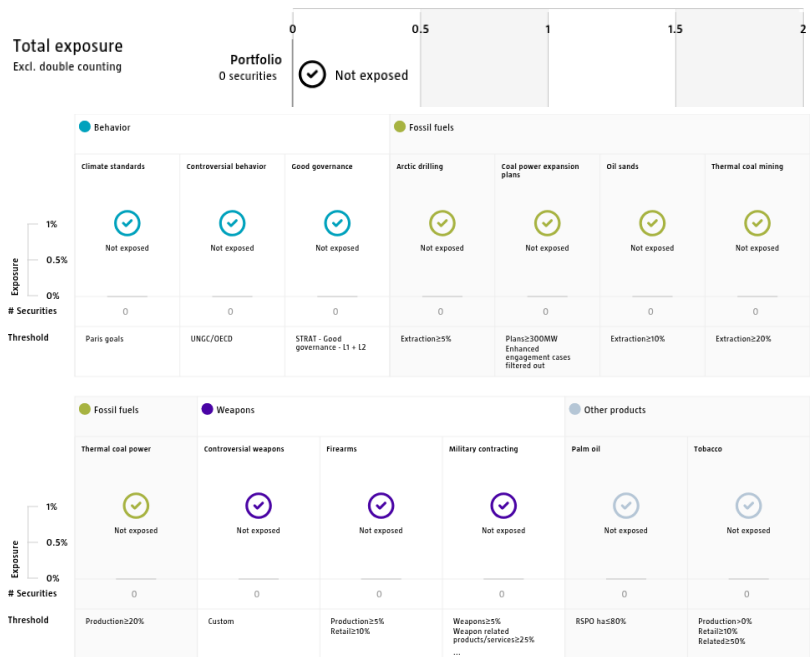 0 0.5 1 1.5 2
Total exposure
Excl. double counting
Portfolio
0 securities
Not exposed
Behavior
Fossil fuels
Climate standards
Controversial behavior
Good governance
Arctic drilling
Coal power expansion
plans
Oil sands
Thermal coal mining
1%
0.5%
0%
Exposure
Not exposed
Not exposed
Not exposed
Not exposed
Not exposed
Not exposed
Not exposed
# Securities
0 0 0 0 0 0 0
Threshold
Paris goals
UNGC/OECD
STRAT - Good
governance - L1 + L2
Extraction≥5%
Plans≥300MW
Enhanced
engagement cases
filtered out
Extraction≥10%
Extraction≥20%
Fossil fuels
Weapons
Other products
Thermal coal power
Controversial weapons
Firearms
Military contracting
Palm oil
Tobacco
1%
0.5%
0%
Exposure
Not exposed
Not exposed
Not exposed
Not exposed
Not exposed
Not exposed
# Securities
0 0 0 0 0 0
Threshold
Production≥20%
Custom
Production≥5%
Retail≥10%
Weapons≥5%
Weapon related
products/services≥25%
...
RSPO ha≤80%
Production>0%
Retail≥10%
Related≥50%